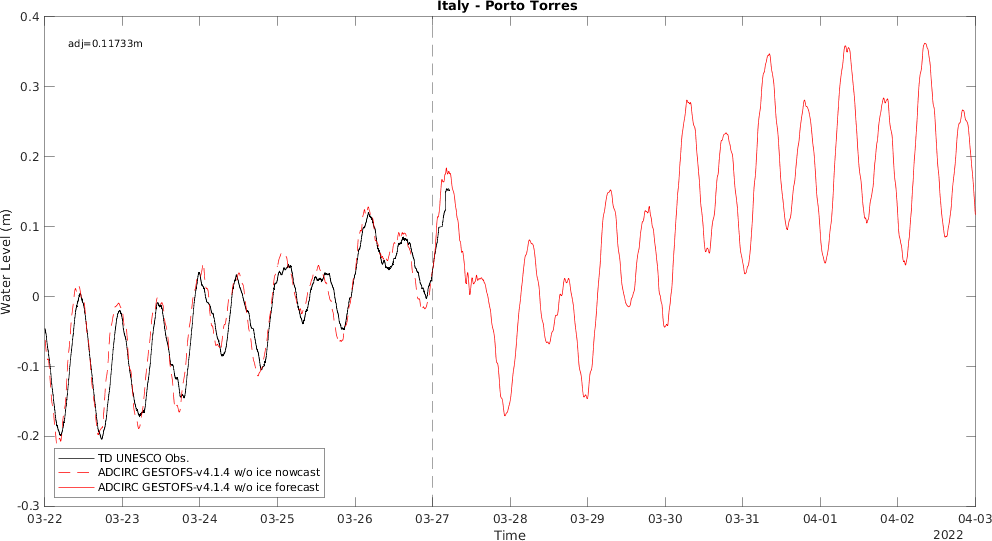 Italy - Porto Torres
adj=0.11733m
0.4
0.3
0.2
0.1
0
-0.1
-0.2
-0.3
Water Level (m)
TD UNESCO Obs.
ADCIRC GESTOFS-v4.1.4 w/o ice nowcast
ADCIRC GESTOFS-v4.1.4 w/o ice forecast
03-22 03-23 03-24 03-25 03-26 03-27 03-28 03-29 03-30 03-31 04-01 04-02 04-03
Time
2022